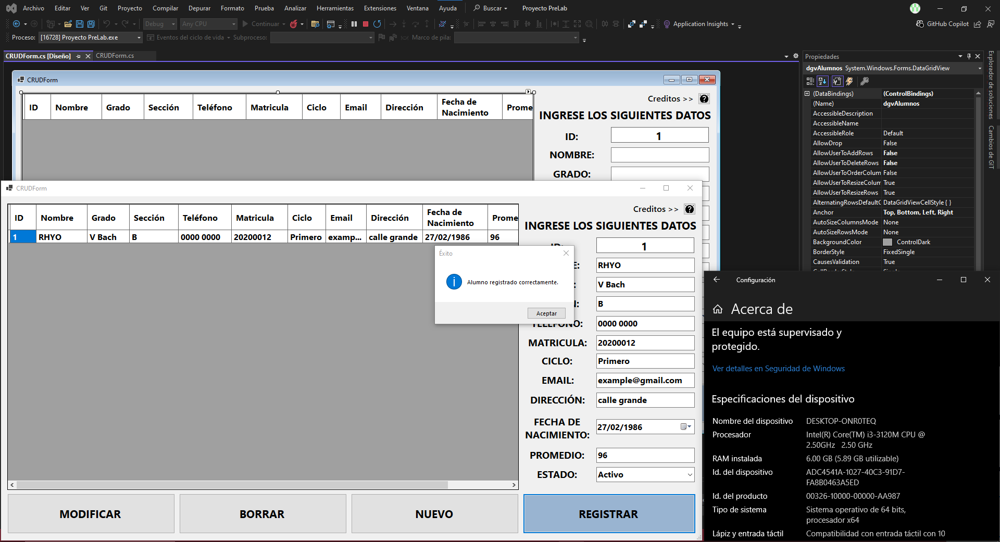 Archivo Editar Ver Git Proyecto Compilar Depurar Formato Prueba Analizar Herramientas Extensiones Ventana Ayuda Buscar Proyecto PreLab
Debug Any CPU Continuar Application Insights GitHub Copilot
Proceso: [16728] Proyecto PreLab.exe Eventos del ciclo de vida Subproceso: Marco de pila:
CRUDForm.cs [Diseño] CRUDForm.cs
CRUDForm
ID Nombre Grado Sección Teléfono Matricula Ciclo Email Dirección Fecha de Nacimiento Prome
Creditos >>
INGRESE LOS SIGUIENTES DATOS
ID: 1
NOMBRE:
GRADO:
Propiedades
dgvAlumnos System.Windows.Forms.DataGridView
(DataBindings) (ControlBindings)
(Name) dgvAlumnos
AccessibleDescription
AccessibleName
AccessibleRole Default
AllowDrop False
AllowUserToAddRows False
AllowUserToDeleteRows False
AllowUserToOrderColum False
AllowUserToResizeColum True
AllowUserToResizeRows True
AlternatingRowsDefaultC DataGridViewCellStyle { }
Anchor Top, Bottom, Left, Right
AutoSizeColumnsMode None
AutoSizeRowsMode None
BackgroundColor ControlDark
BorderStyle FixedSingle
CausesValidation True
Explorador de soluciones
Cambios de GIT
CRUDForm
ID Nombre Grado Sección Teléfono Matricula Ciclo Email Dirección Fecha de Nacimiento Prome
1 RHYO V Bach B 0000 0000 20200012 Primero examp... calle grande 27/02/1986 96
Creditos >>
INGRESE LOS SIGUIENTES DATOS
1
E: RHYO
: V Bach
N: B
TELÉFONO: 0000 0000
MATRICULA: 20200012
CICLO: Primero
EMAIL: example@gmail.com
DIRECCIÓN: calle grande
FECHA DE
NACIMIENTO: 27/02/1986
PROMEDIO: 96
ESTADO: Activo
Éxito
Alumno registrado correctamente.
Aceptar
MODIFICAR BORRAR NUEVO REGISTRAR
Configuración
Acerca de
El equipo está supervisado y
protegido.
Ver detalles en Seguridad de Windows
Especificaciones del dispositivo
Nombre del dispositivo DESKTOP-ONR0TEQ
Procesador Intel(R) Core(TM) i3-3120M CPU @
2.50GHz 2.50 GHz
RAM instalada 6.00 GB (5.89 GB utilizable)
Id. del dispositivo ADC4541A-1027-40C3-91D7-
FA8B0463A5ED
Id. del producto 00326-10000-00000-AA987
Tipo de sistema Sistema operativo de 64 bits,
procesador x64
Lápiz y entrada táctil Compatibilidad con entrada táctil con 10